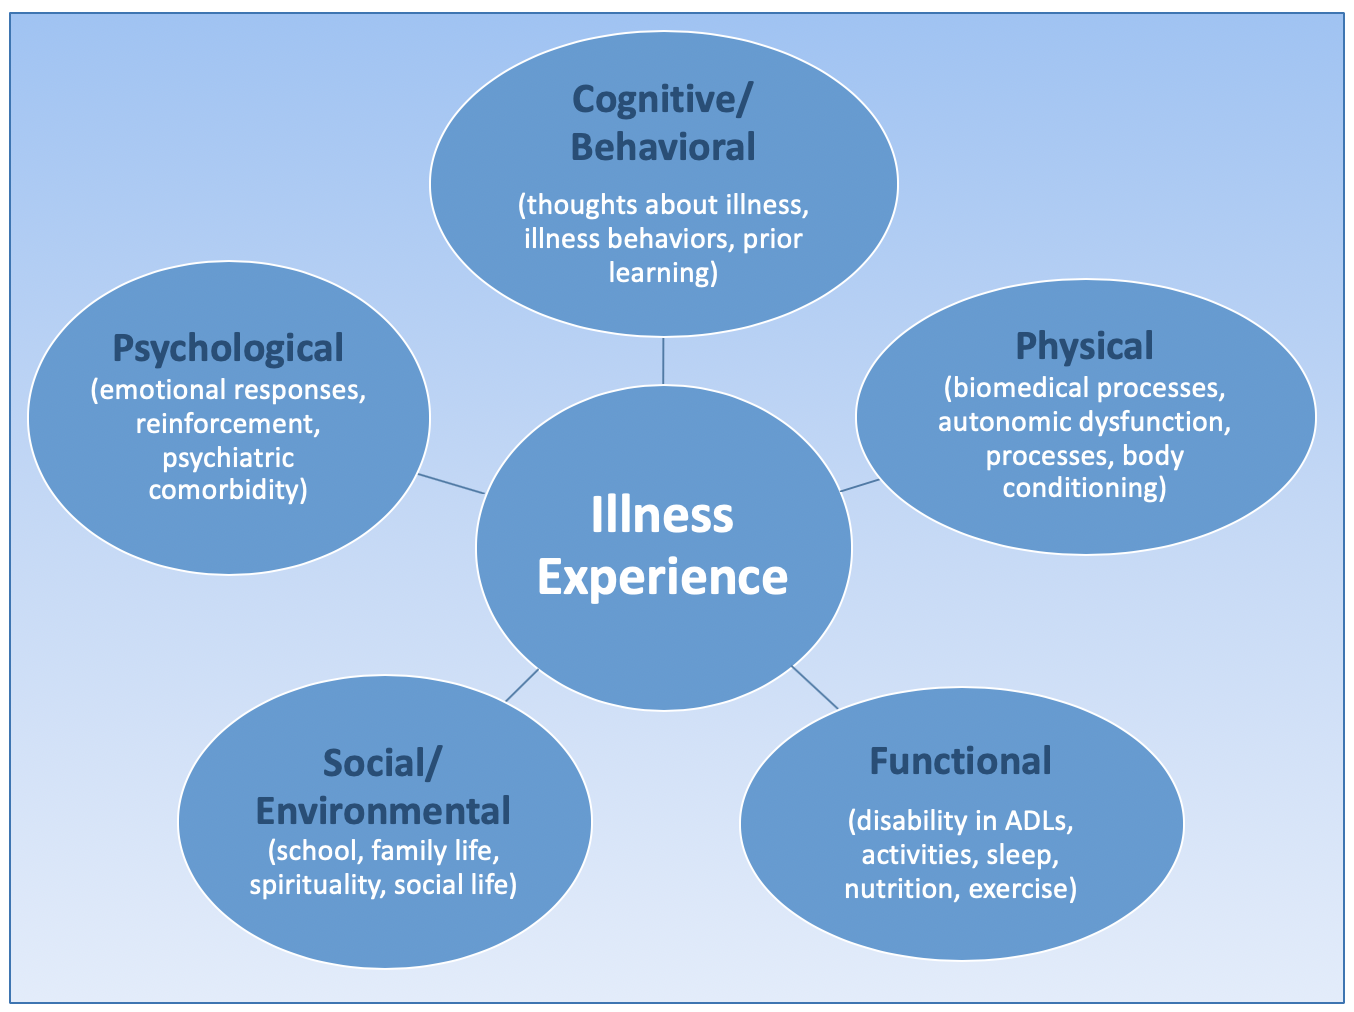 Cognitive/
Behavioral
(thoughts about illness,
illness behaviors, prior
learning)
Psychological
(emotional responses,
reinforcement,
psychiatric
comorbidity)
Physical
(biomedical processes,
autonomic dysfunction,
processes, body
conditioning)
Illness
Experience
Social/
Environmental
(school, family life,
spirituality, social life)
Functional
(disability in ADLs,
activities, sleep,
nutrition, exercise)